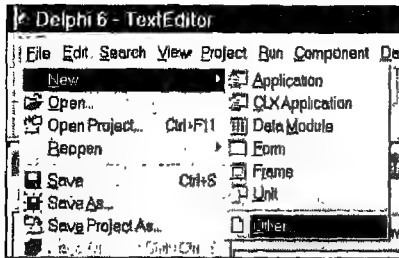 Delphi 6 - TextEditor
File Edit Search View Project Run Component
New
Open...
Open Project... Ctrl+F11
Reopen
Save Ctrl+S
Save As...
Save Project As...
Application
CLX Application
Data Module
Form
Frame
Unit
Other...